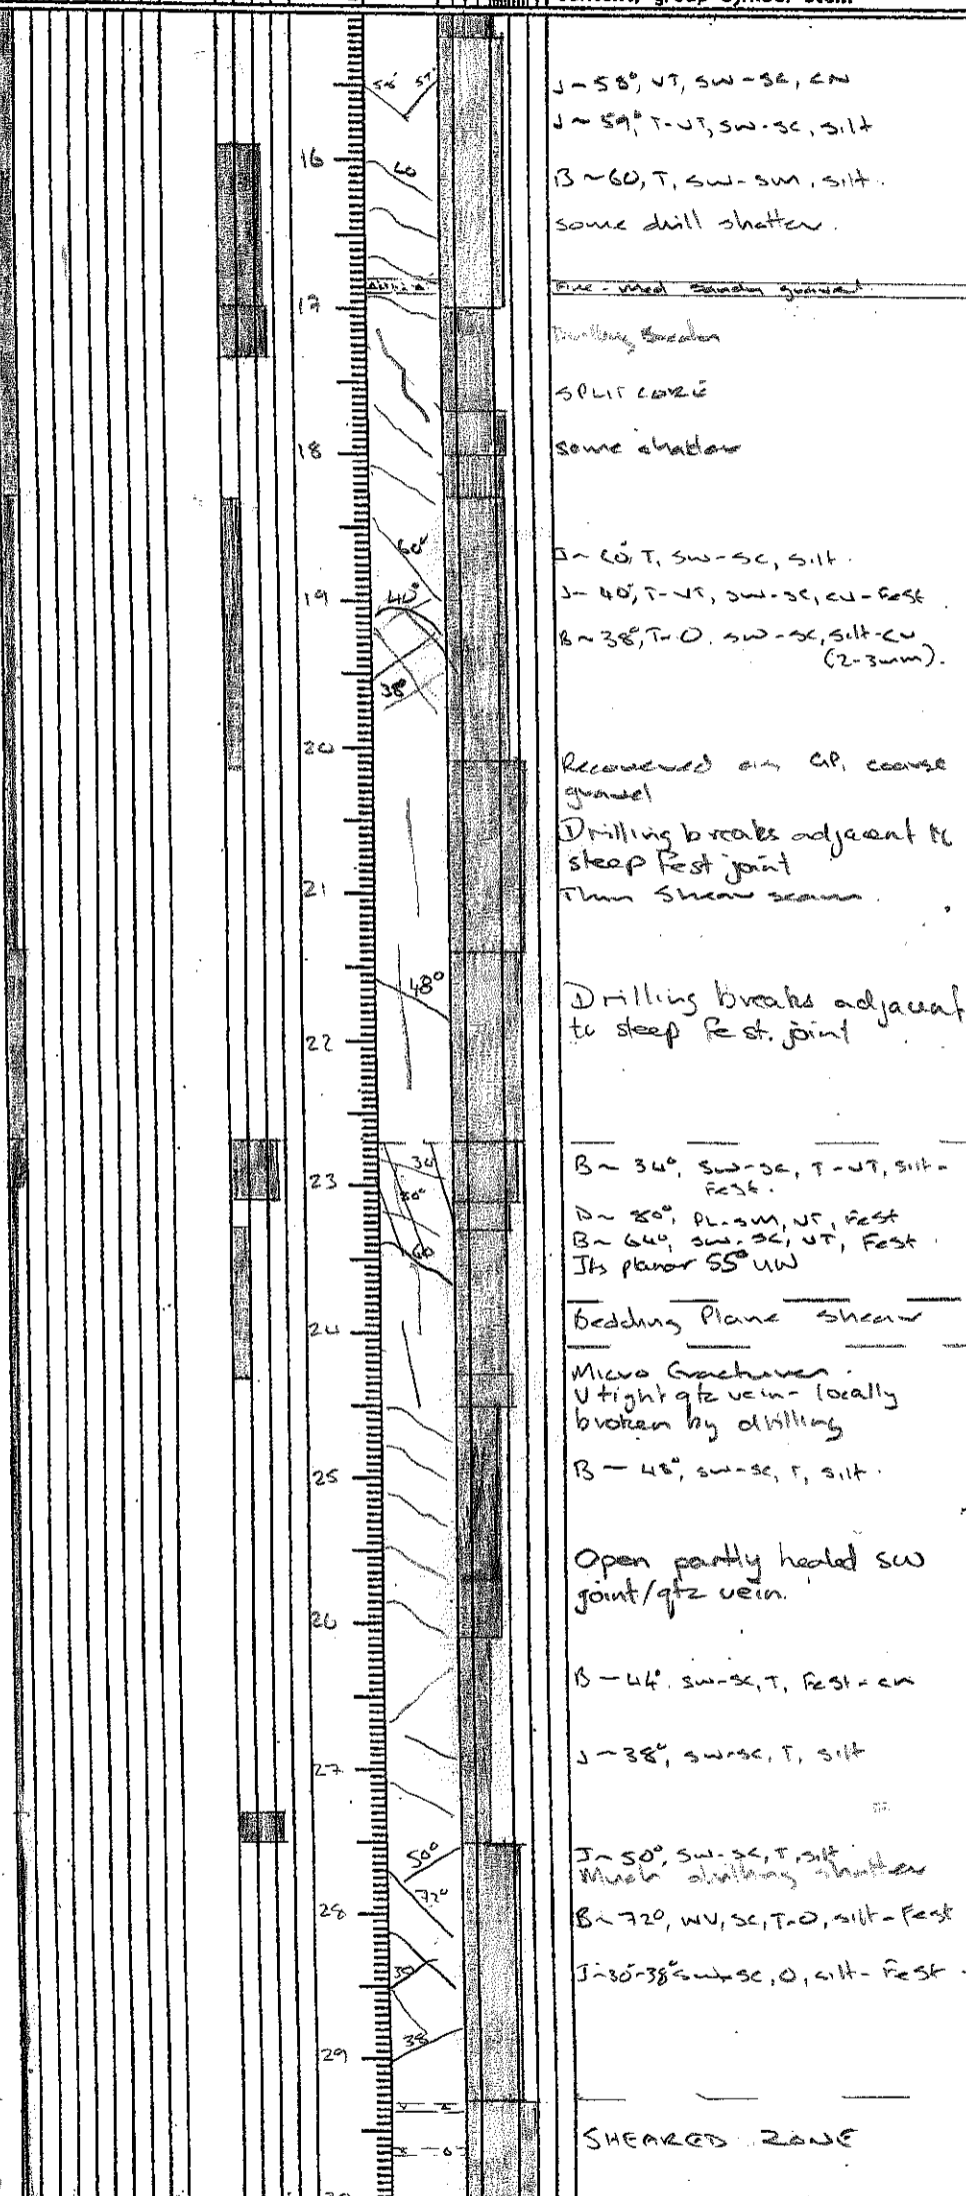 content, group symbol etc.
58° 59°
J ~ 58°, VT, SW-SC, CN
J ~ 59°, T-VT, SW-SC, silt
16
60
B ~ 60, T, SW-SM, silt.
some drill shatter.
Fine - Med Sandy gravel
17
SPLIT CORE
18
some shatter
60°
J ~ 60°, T, SW-SC, silt.
19
40°
J ~ 40°, T-VT, SW-SC, CN-Fest
B ~ 38°, T-O, SW-SC, silt-CN
(2-3mm).
38°
20
Recovered as GP, coarse
gravel
Drilling breaks adjacent to
steep Fest joint
21
Thin Shear seam.
48°
Drilling breaks adjacent
to steep Fe st. joint
22
34
B ~ 34°, SW-SC, T-VT, silt-
Fest.
23
80°
~ 80°, PL-SM, VT, Fest
B ~ 64°, SW-SC, VT, Fest.
60
Jts planar 55° UW
24
Bedding Plane Shear
Micro
V tight qtz vein - locally
broken by drilling
25
B ~ 48°, SW-SC, T, silt.
Open partly healed SW
joint/qtz vein.
26
B ~ 44°, SW-SC, T, Fest-CN
27
J ~ 38°, SW-SC, T, silt
50°
J ~ 50°, SW-SC, T, silt
Much drilling shatter
72°
28
B ~ 72°, WV, SC, T-O, silt-Fest
30
J ~ 30-38° SW-SC, O, silt-Fest.
38
29
SHEARED ZONE